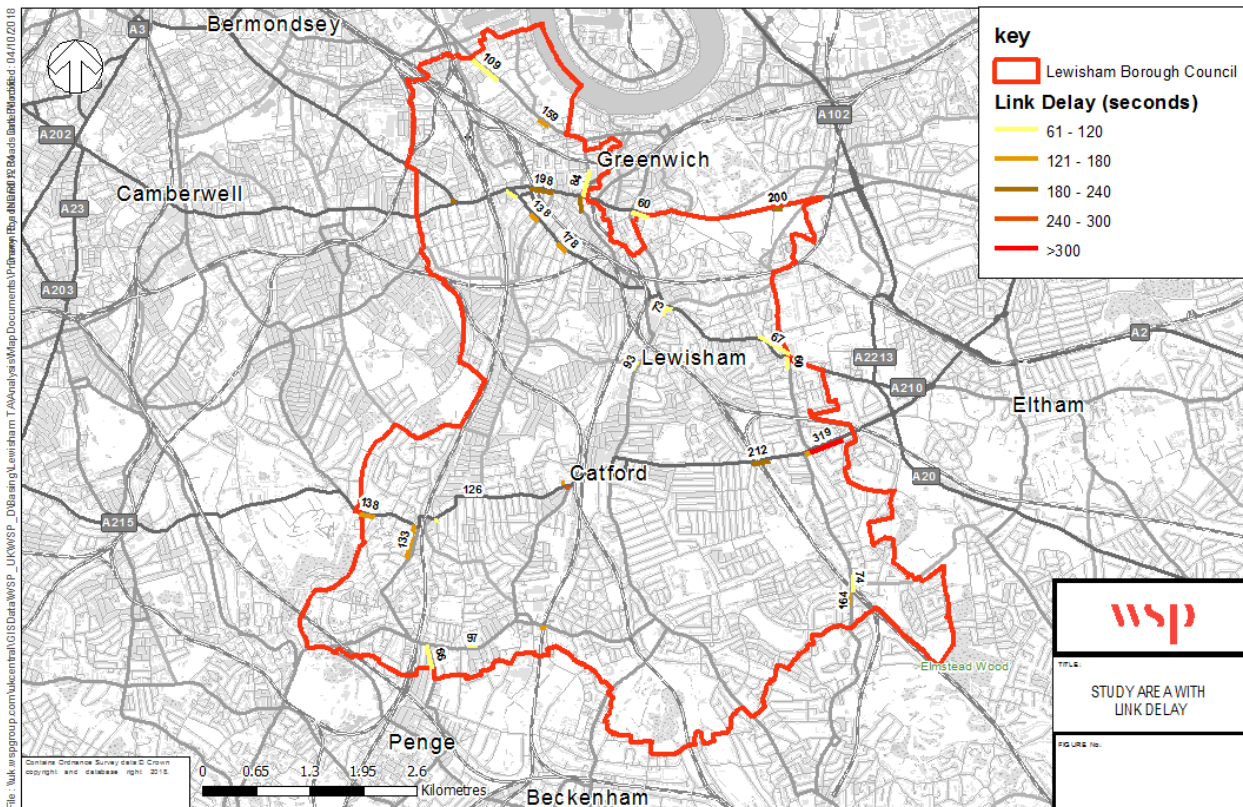 Bermondsey
A3
A202
Camberwell
A23
A203
A215
Greenwich
A102
Lewisham
A2213
A2
A210
Eltham
Catford
A20
Elmstead Wood
Penge
Beckenham
109
159
198
84
60
200
138
178
73
67
93
319
212
126
138
133
74
164
97
key
Lewisham Borough Council
Link Delay (seconds)
61 - 120
121 - 180
180 - 240
240 - 300
>300
wsp
TITLE:
STUDY AREA WITH
LINK DELAY
FIGURE No:
Contains Ordnance Survey data © Crown
copyright and database right 2018.
0 0.65 1.3 1.95 2.6
Kilometres